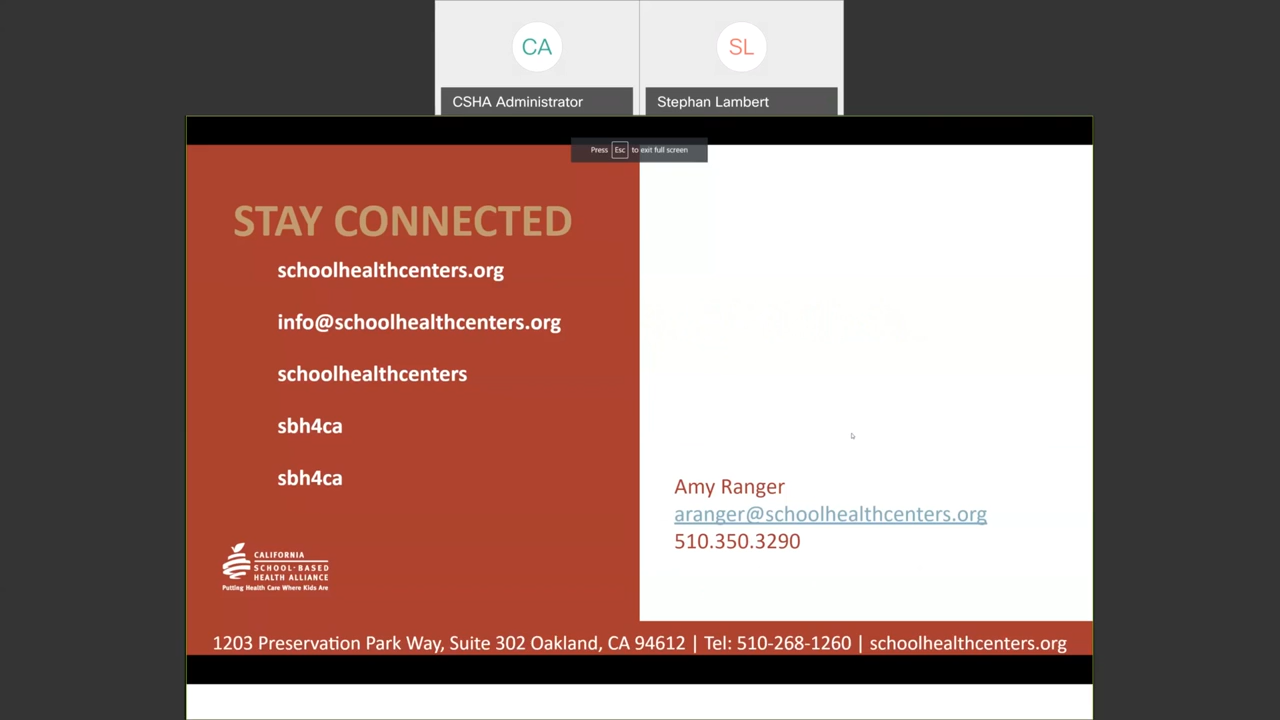 CA
SL
CSHA Administrator
Stephan Lambert
Press Esc to exit full screen
STAY CONNECTED
schoolhealthcenters.org
info@schoolhealthcenters.org
schoolhealthcenters
sbh4ca
sbh4ca
Amy Ranger
aranger@schoolhealthcenters.org
510.350.3290
CALIFORNIA
SCHOOL-BASED
HEALTH ALLIANCE
Putting Health Care Where Kids Are
1203 Preservation Park Way, Suite 302 Oakland, CA 94612 | Tel: 510-268-1260 | schoolhealthcenters.org